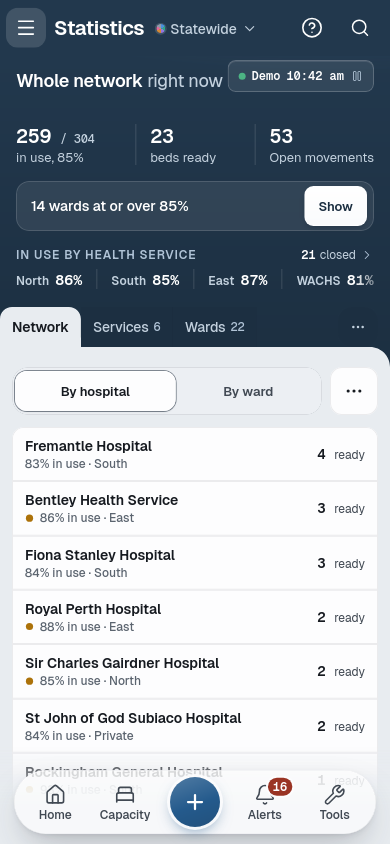 Statistics
Statewide
Whole network right now
Demo 10:42 am
259 / 304
in use, 85%
23
beds ready
53
Open movements
14 wards at or over 85%
Show
IN USE BY HEALTH SERVICE
21 closed
North 86%
South 85%
East 87%
WACHS 81%
Network
Services 6
Wards 22
By hospital
By ward
Fremantle Hospital
83% in use · South
4 ready
Bentley Health Service
86% in use · East
3 ready
Fiona Stanley Hospital
84% in use · South
3 ready
Royal Perth Hospital
88% in use · East
2 ready
Sir Charles Gairdner Hospital
85% in use · North
2 ready
St John of God Subiaco Hospital
84% in use · Private
2 ready
Rockingham General Hospital
1 ready
Home
Capacity
16
Alerts
Tools